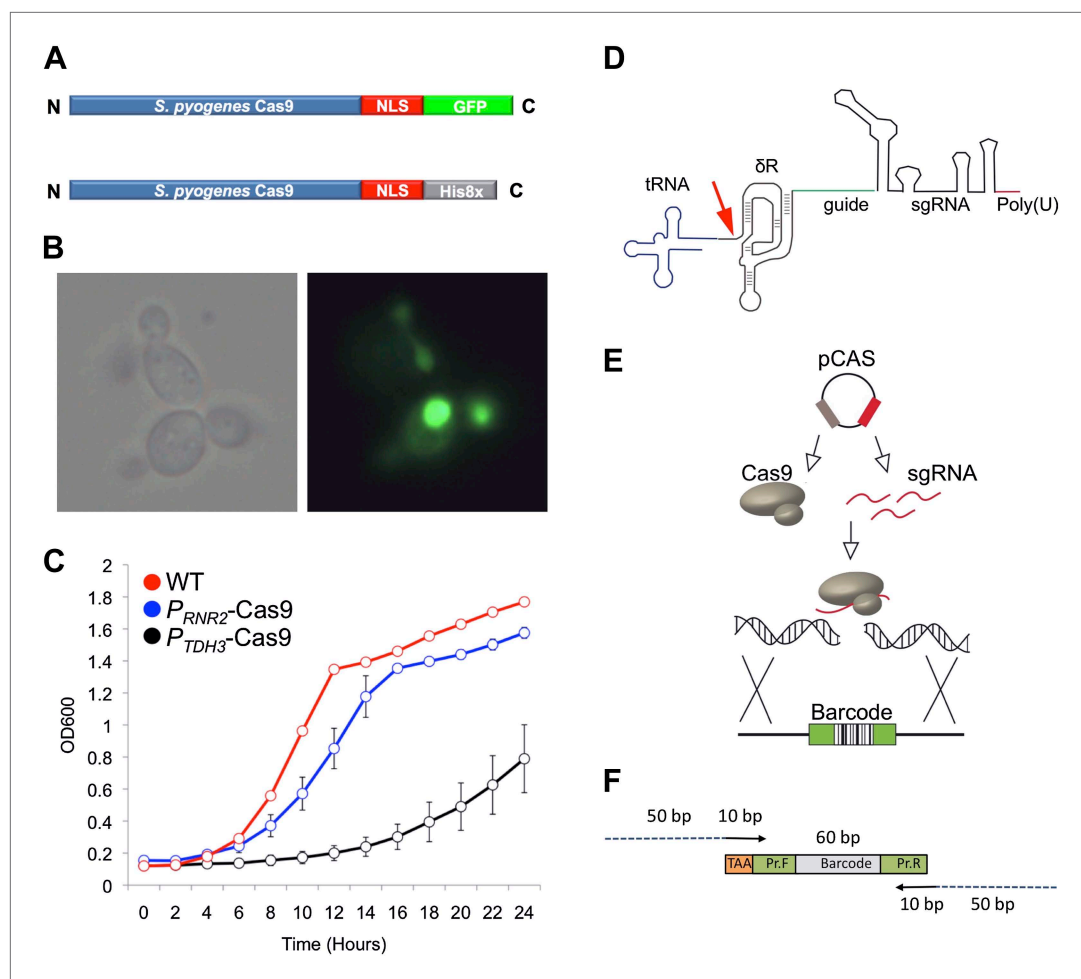 A
N S. pyogenes Cas9 NLS GFP C
N S. pyogenes Cas9 NLS His8x C
B
C
WT
P_RNR2-Cas9
P_TDH3-Cas9
OD600
2
1.8
1.6
1.4
1.2
1
0.8
0.6
0.4
0.2
0
0 2 4 6 8 10 12 14 16 18 20 22 24
Time (Hours)
D
tRNA
δR
guide
sgRNA
Poly(U)
E
pCAS
Cas9
sgRNA
Barcode
F
50 bp 10 bp
60 bp
TAA Pr.F Barcode Pr.R
10 bp 50 bp